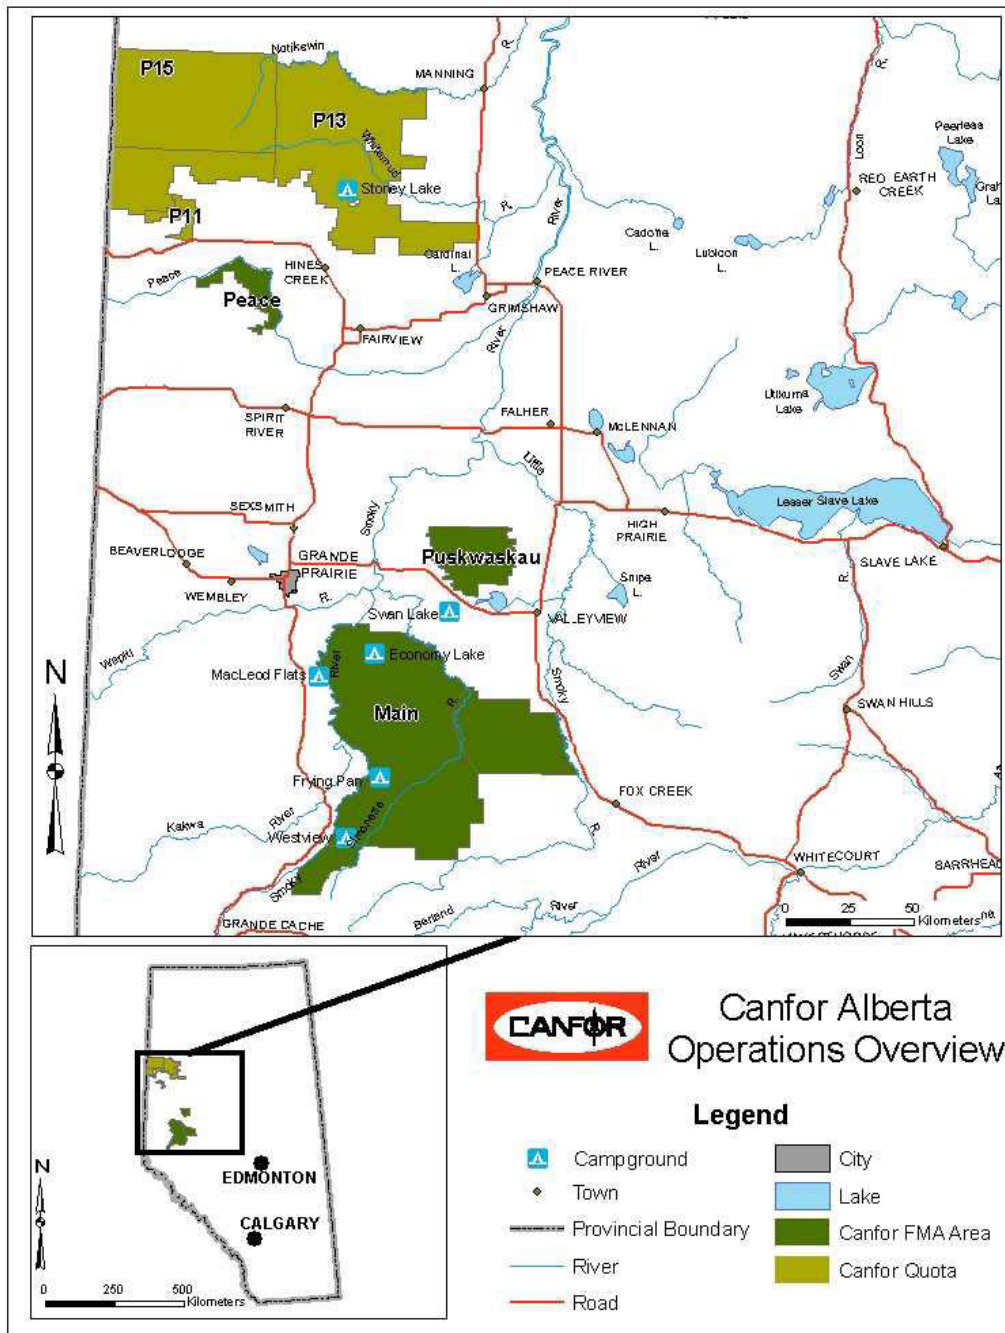 Notikewin
R.
R.
P15
MANNING
P13
Whitemud
Peerless
Lake
Loon
RED EARTH
CREEK
Stoney Lake
P11
R.
River
Cadotte
L.
Lubicon
L.
Cardinal
L.
Peace
HINES
CREEK
PEACE RIVER
Peace
GRIMSHAW
FAIRVIEW
River
Utikuma
Lake
SPIRIT
RIVER
FALHER
McLENNAN
Little
SEXSMITH
Smoky
Lesser Slave Lake
HIGH
PRAIRIE
BEAVERLODGE
GRANDE
PRAIRIE
Puskwaskau
SLAVE LAKE
WEMBLEY
R.
Snipe
L.
R.
Swan Lake
VALLEYVIEW
Wapiti
N
River
Economy Lake
MacLeod Flats
Smoky
Swan
R.
Main
SWAN HILLS
Frying Pan
FOX CREEK
Kakwa
River
Westview
Simonette
R.
River
WHITECOURT
BARRHEAD
Smoky
Berland
River
GRANDE CACHE
0 25 50
Kilometers
N
EDMONTON
CALGARY
0 250 500
Kilometers
CANFOR
Canfor Alberta
Operations Overview
Legend
Campground
Town
Provincial Boundary
River
Road
City
Lake
Canfor FMA Area
Canfor Quota